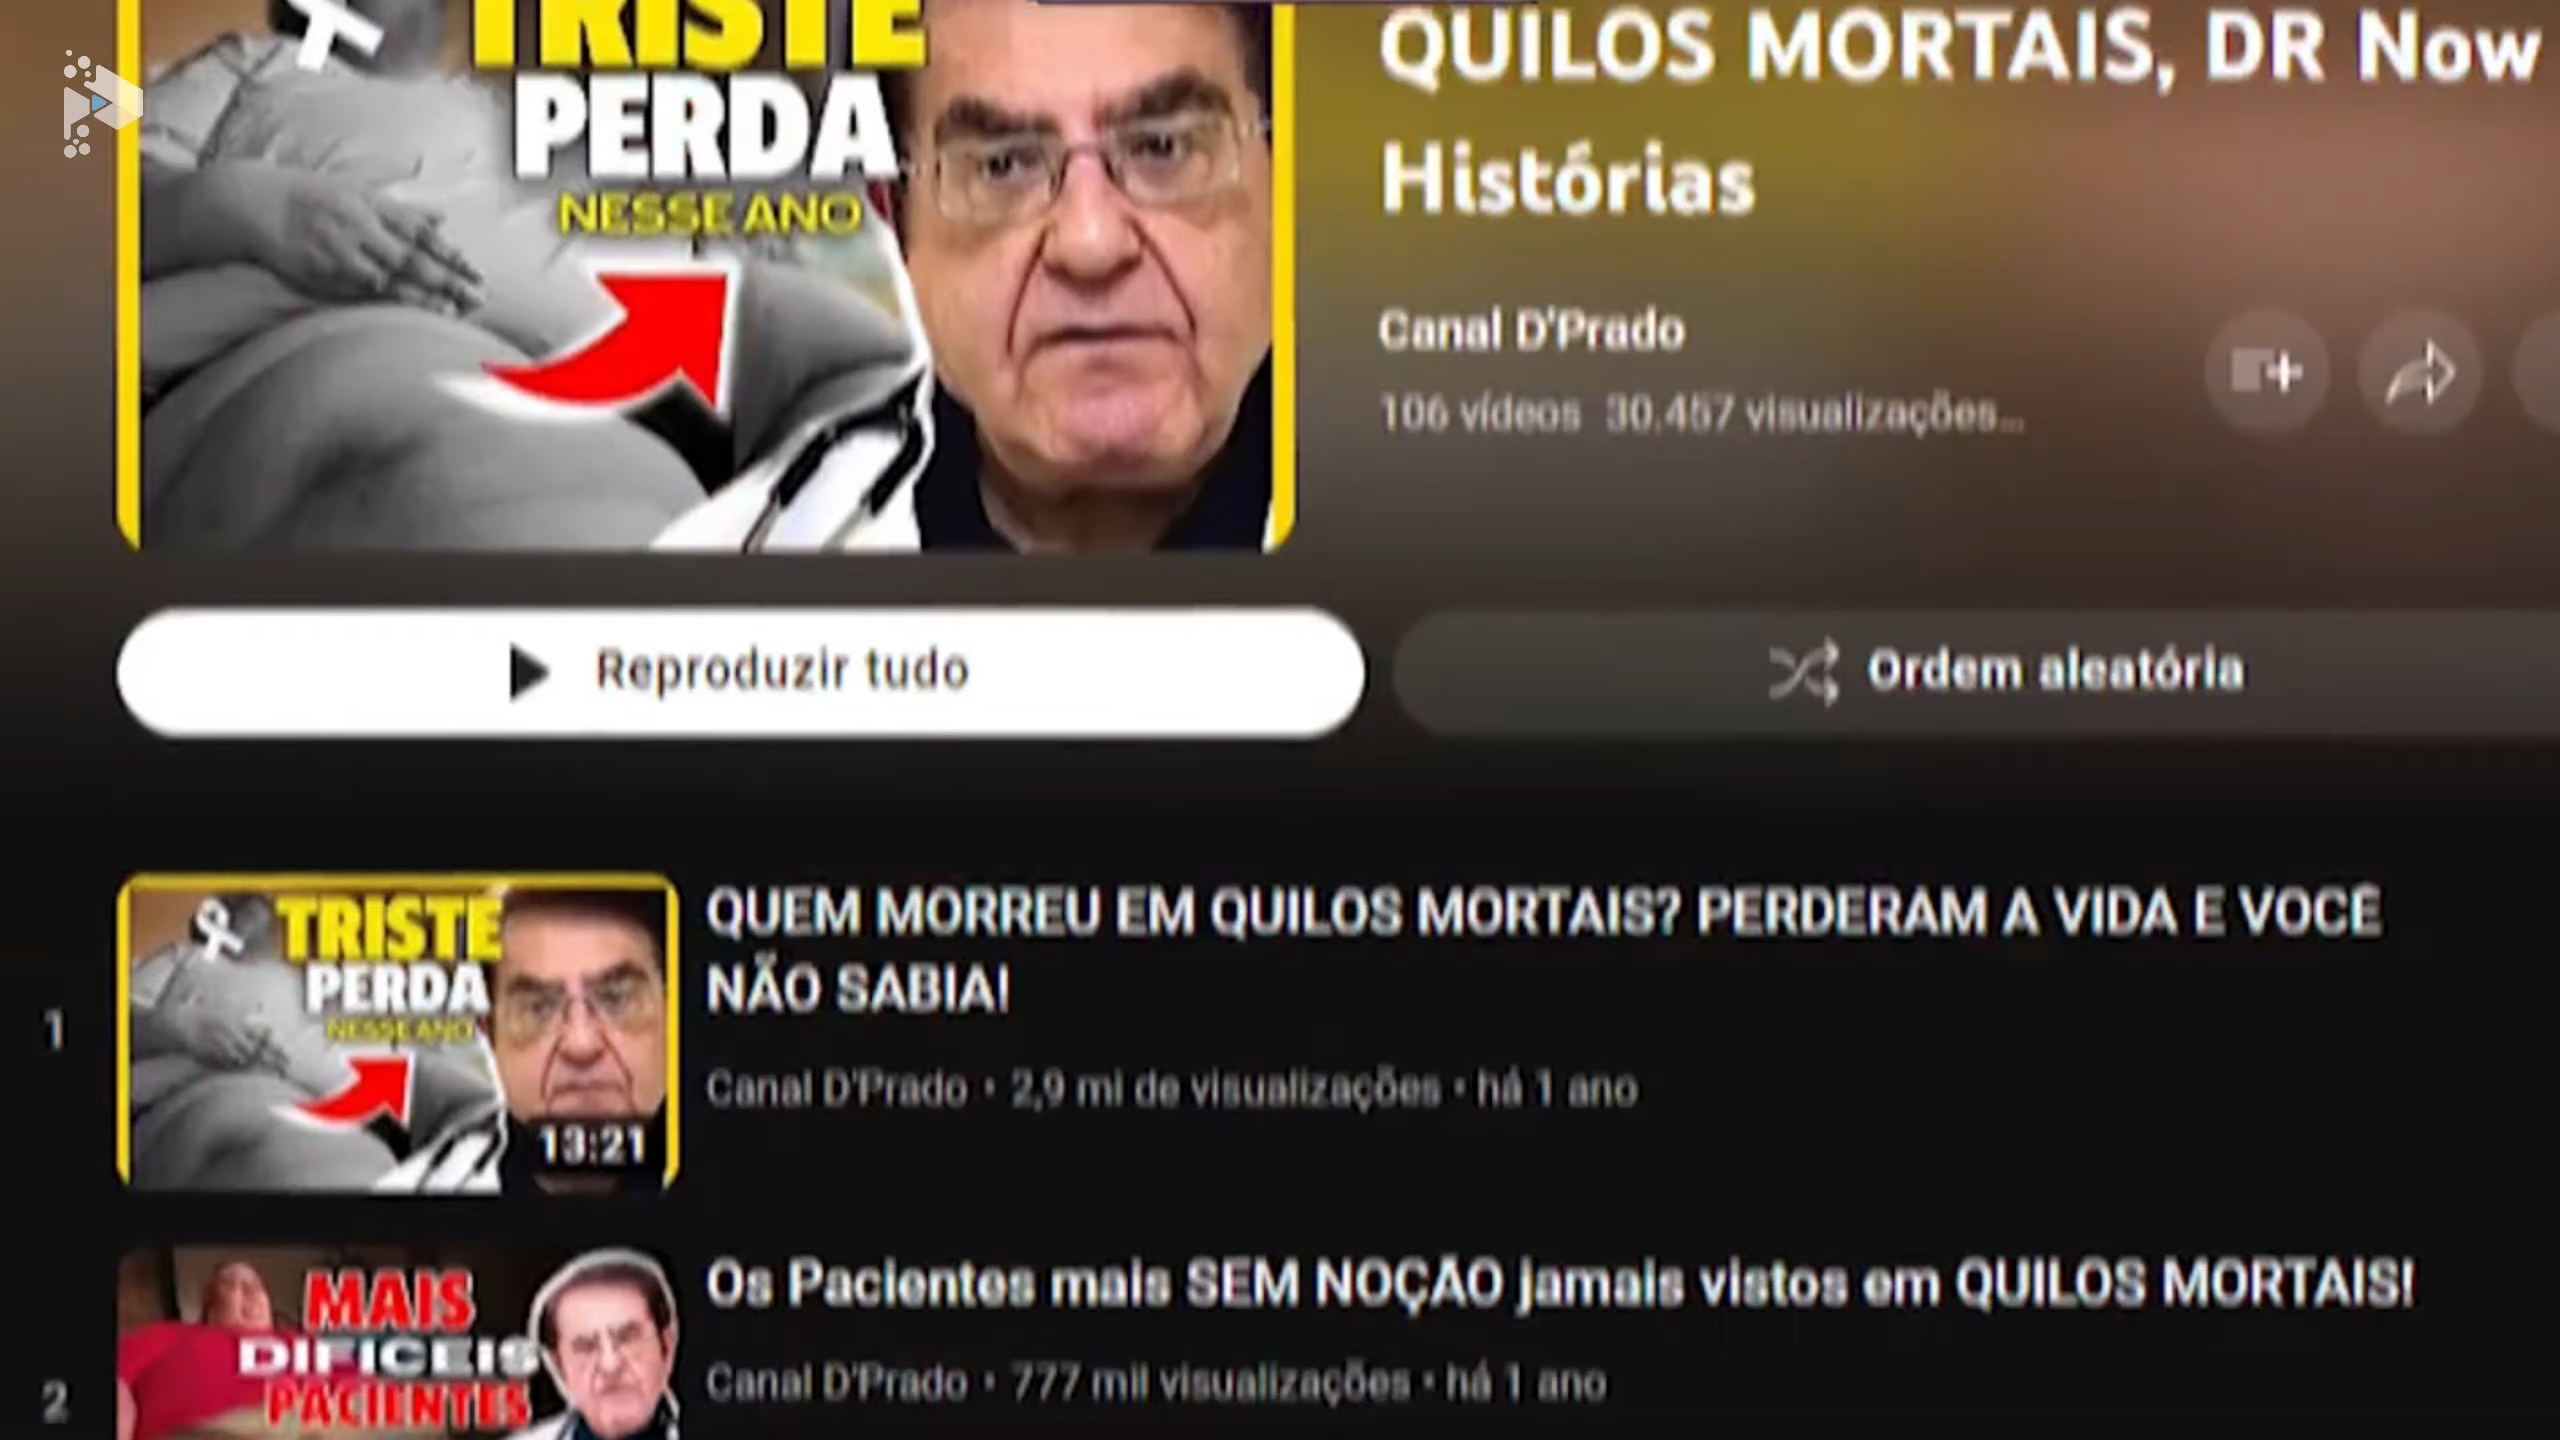 TRISTE
PERDA
NESSE ANO
QUILOS MORTAIS, DR Now
Histórias
Canal D'Prado
106 vídeos 30.457 visualizações...
Reproduzir tudo
Ordem aleatória
1
TRISTE
PERDA
NESSE ANO
13:21
QUEM MORREU EM QUILOS MORTAIS? PERDERAM A VIDA E VOCÊ
NÃO SABIA!
Canal D'Prado • 2,9 mi de visualizações • há 1 ano
2
MAIS
DIFICEIS
PACIENTES
Os Pacientes mais SEM NOÇÃO jamais vistos em QUILOS MORTAIS!
Canal D'Prado • 777 mil visualizações • há 1 ano